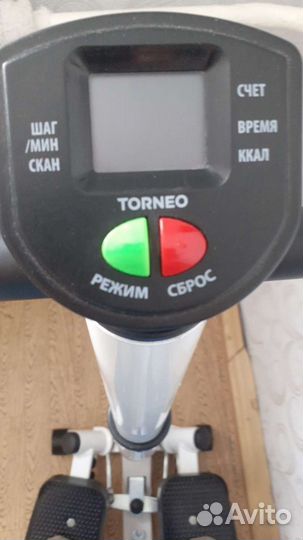 СЧЕТ
ШАГ
/МИН
ВРЕМЯ
СКАН
ККАЛ
TORNEO
РЕЖИМ
СБРОС
Avito